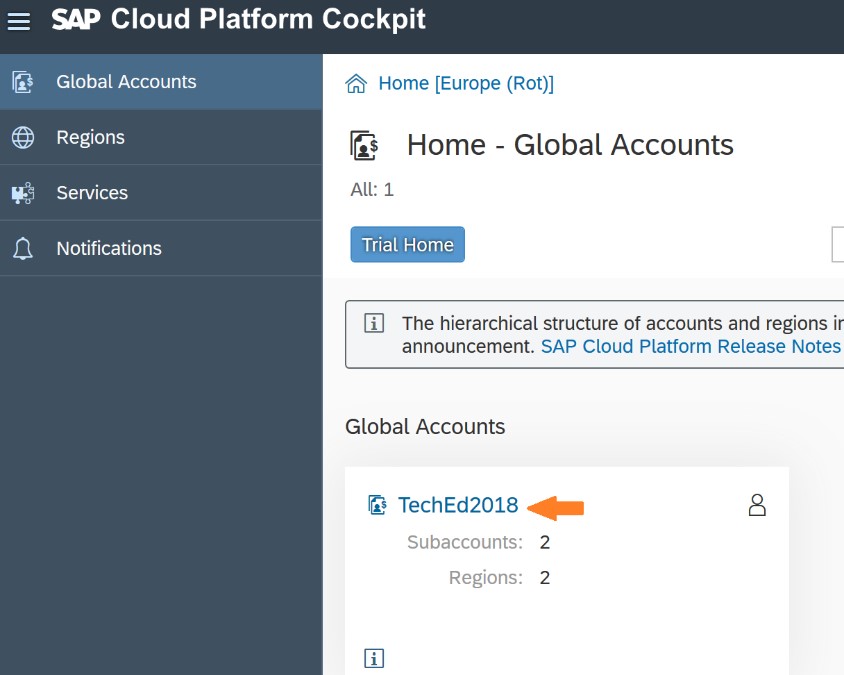 SAP Cloud Platform Cockpit
Global Accounts
Regions
Services
Notifications
Home [Europe (Rot)]
Home - Global Accounts
All: 1
Trial Home
The hierarchical structure of accounts and regions in
announcement. SAP Cloud Platform Release Notes
Global Accounts
TechEd2018
Subaccounts: 2
Regions: 2